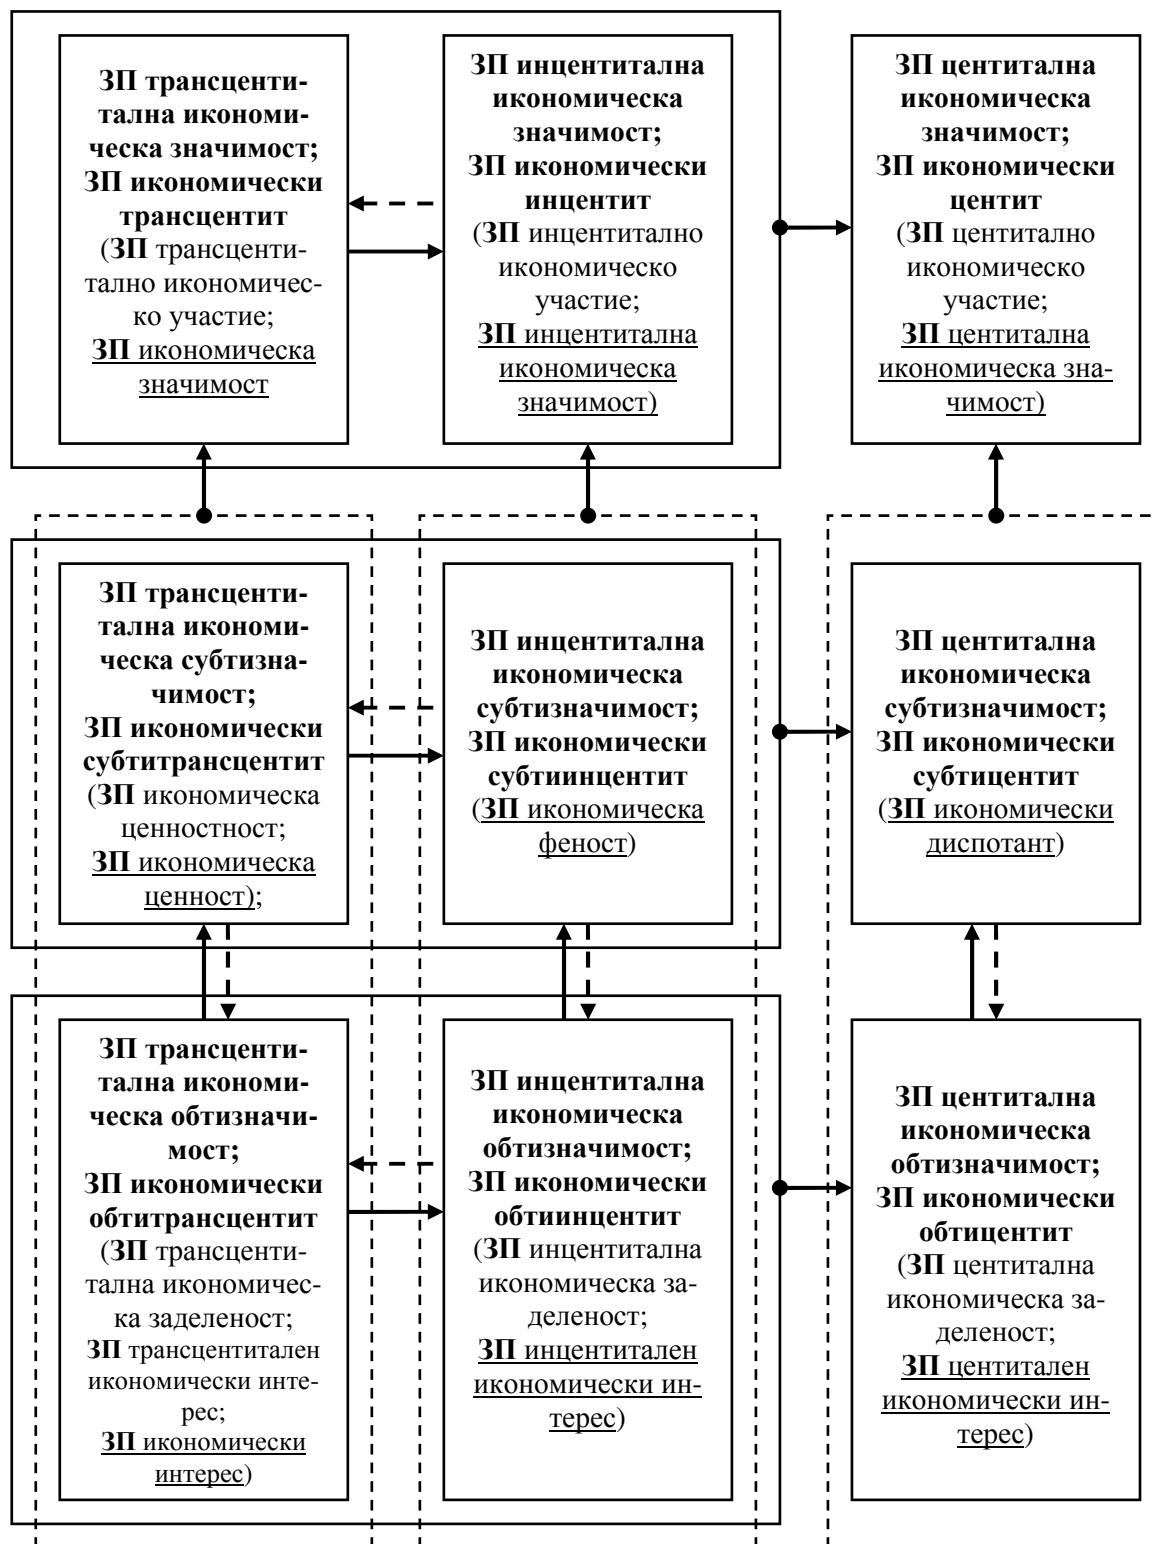 ЗП трансценти-
тална икономи-
ческа значимост;
ЗП икономически
трансцентит
(ЗП трансценти-
тално икономичес-
ко участие;
ЗП икономическа
значимост
ЗП инцентитална
икономическа
значимост;
ЗП икономически
инцентит
(ЗП инцентитално
икономическо
участие;
ЗП инцентитална
икономическа
значимост)
ЗП центитална
икономическа
значимост;
ЗП икономически
центит
(ЗП центитално
икономическо
участие;
ЗП центитална
икономическа зна-
чимост)
ЗП трансценти-
тална икономи-
ческа субтизна-
чимост;
ЗП икономически
субтитрансцентит
(ЗП икономическа
ценностност;
ЗП икономическа
ценност);
ЗП инцентитална
икономическа
субтизначимост;
ЗП икономически
субтиинцентит
(ЗП икономическа
феност)
ЗП центитална
икономическа
субтизначимост;
ЗП икономически
субтицентит
(ЗП икономически
диспотант)
ЗП трансценти-
тална икономи-
ческа обтизначи-
мост;
ЗП икономически
обтитрансцентит
(ЗП трансценти-
тална икономичес-
ка заделеност;
ЗП трансцентитален
икономически инте-
рес;
ЗП икономически
интерес)
ЗП инцентитална
икономическа
обтизначимост;
ЗП икономически
обтиинцентит
(ЗП инцентитална
икономическа за-
деленост;
ЗП инцентитален
икономически ин-
терес)
ЗП центитална
икономическа
обтизначимост;
ЗП икономически
обтицентит
(ЗП центитална
икономическа за-
деленост;
ЗП центитален
икономически ин-
терес)